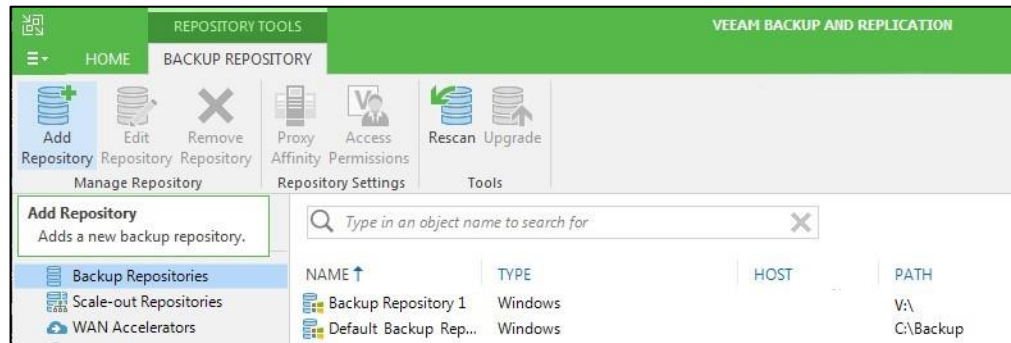 REPOSITORY TOOLS
VEEAM BACKUP AND REPLICATION
HOME
BACKUP REPOSITORY
Add Repository
Edit Repository
Remove Repository
Proxy Affinity
Access Permissions
Rescan
Upgrade
Manage Repository
Repository Settings
Tools
Add Repository
Adds a new backup repository.
Type in an object name to search for
Backup Repositories
Scale-out Repositories
WAN Accelerators
NAME TYPE HOST PATH
Backup Repository 1 Windows V:\
Default Backup Rep... Windows C:\Backup